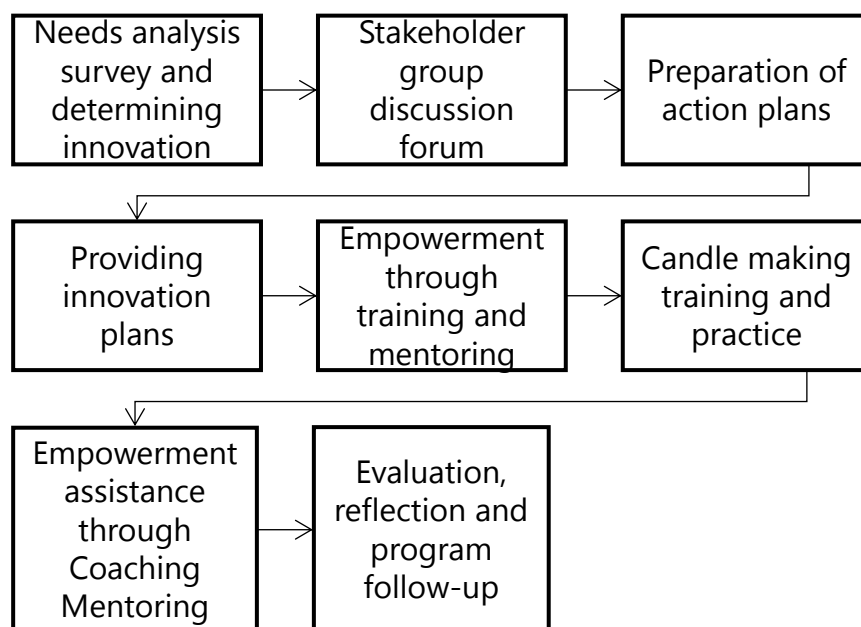 Needs analysis
survey and
determining
innovation
Stakeholder
group
discussion
forum
Preparation of
action plans
Providing
innovation
plans
Empowerment
through
training and
mentoring
Candle making
training and
practice
Empowerment
assistance
through
Coaching
Mentoring
Evaluation,
reflection and
program
follow-up